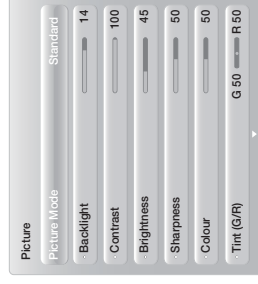 Picture
Picture Mode Standard
· Backlight 14
· Contrast 100
· Brightness 45
· Sharpness 50
· Colour 50
· Tint (G/R) G 50 R 50